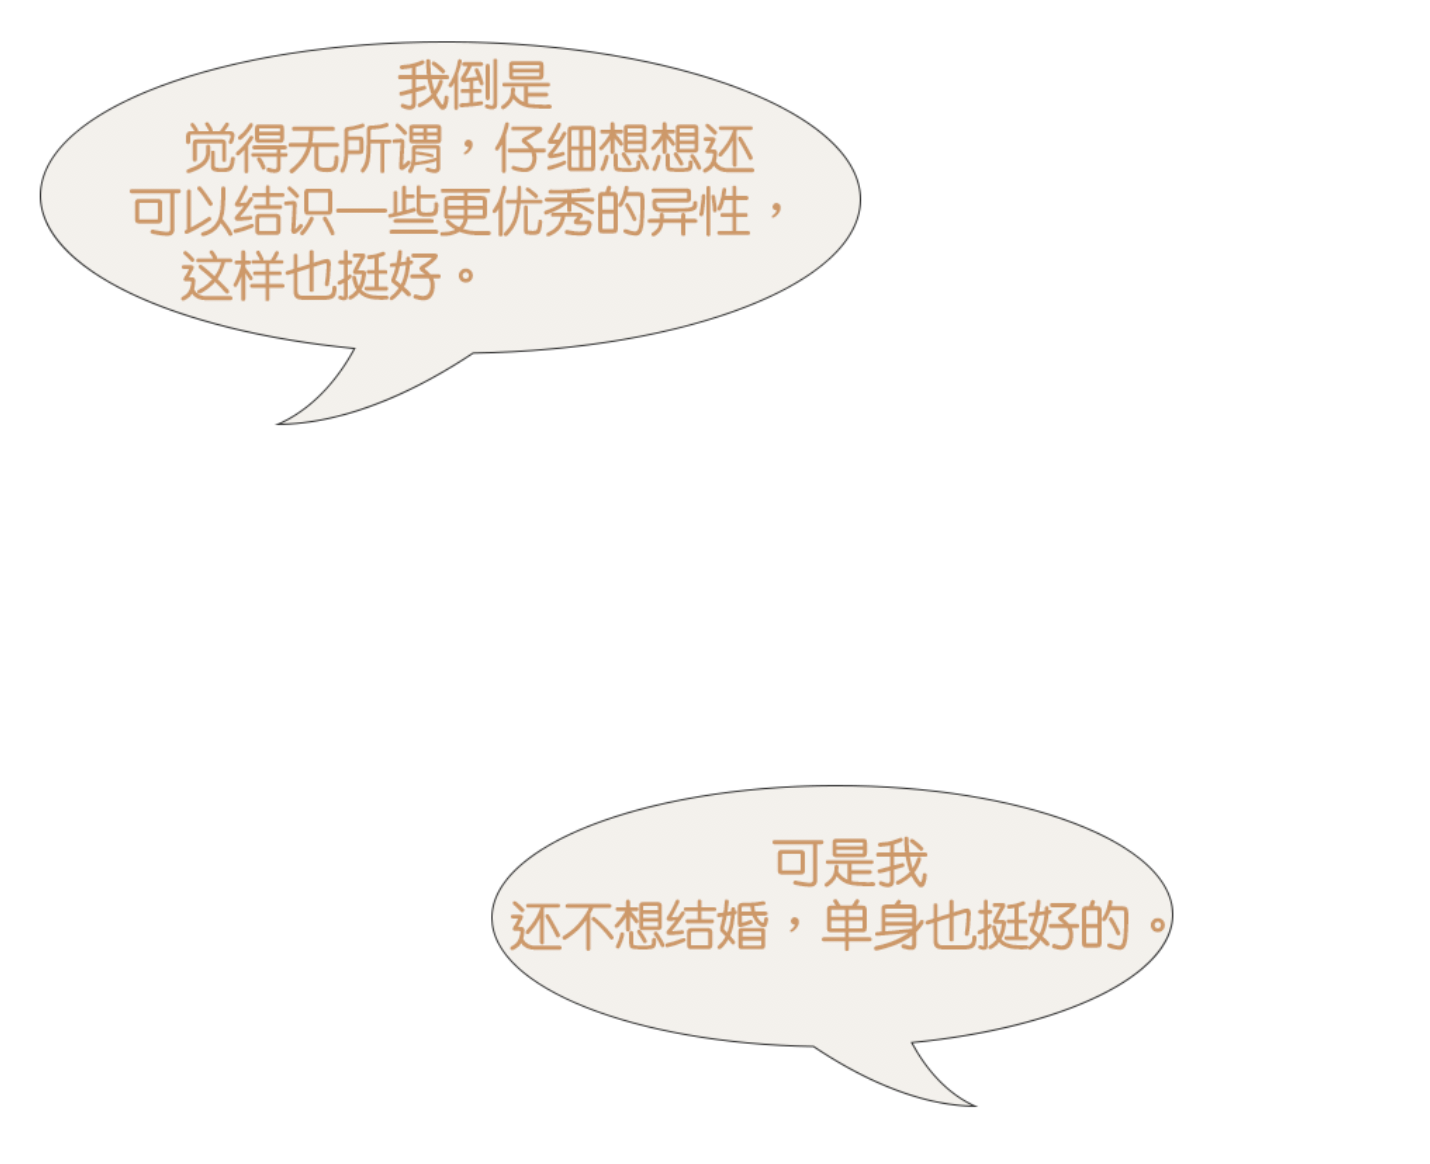 我倒是
觉得无所谓，仔细想想还
可以结识一些更优秀的异性，
这样也挺好。
可是我
还不想结婚，单身也挺好的。